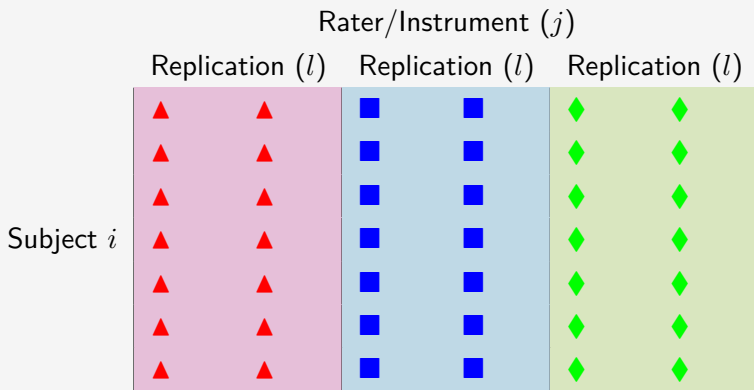 Rater/Instrument (j)
Replication (l) Replication (l) Replication (l)
Subject i